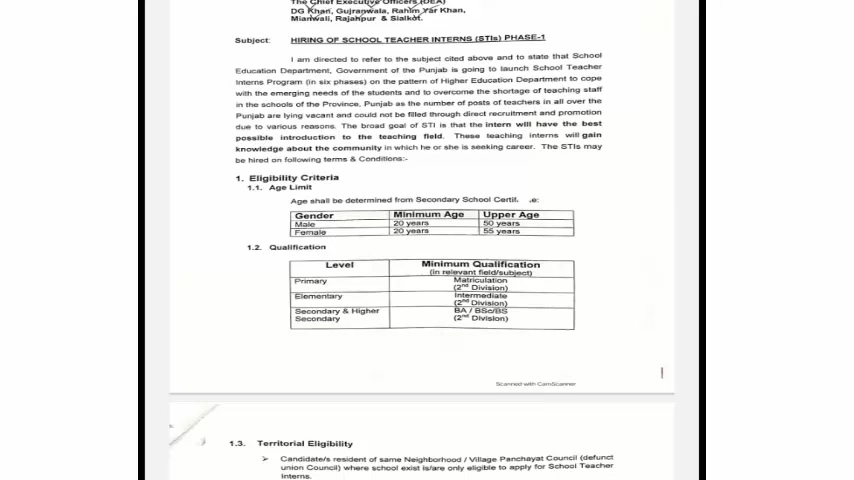 The Chief Executive Officers (DEA)
DG Khan, Gujranwala, Rahim Yar Khan,
Mianwali, Rajanpur & Sialkot.
Subject: HIRING OF SCHOOL TEACHER INTERNS (STIs) PHASE-1
I am directed to refer to the subject cited above and to state that School
Education Department, Government of the Punjab is going to launch School Teacher
Interns Program (in six phases) on the pattern of Higher Education Department to cope
with the emerging needs of the students and to overcome the shortage of teaching staff
in the schools of the Province, Punjab as the number of posts of teachers in all over the
Punjab are lying vacant and could not be filled through direct recruitment and promotion
due to various reasons. The broad goal of STI is that the intern will have the best
possible introduction to the teaching field. These teaching interns will gain
knowledge about the community in which he or she is seeking career. The STIs may
be hired on following terms & Conditions:-
1. Eligibility Criteria
1.1. Age Limit
Age shall be determined from Secondary School Certif. e:
Gender Minimum Age Upper Age
Male 20 years 50 years
Female 20 years 55 years
1.2. Qualification
Level Minimum Qualification
(in relevant field/subject)
Primary Matriculation
(2nd Division)
Elementary Intermediate
(2nd Division)
Secondary & Higher BA / BSc/BS
Secondary (2nd Division)
Scanned with CamScanner
1.3. Territorial Eligibility
➢ Candidate/s resident of same Neighborhood / Village Panchayat Council (defunct
union Council) where school exist is/are only eligible to apply for School Teacher
Interns.